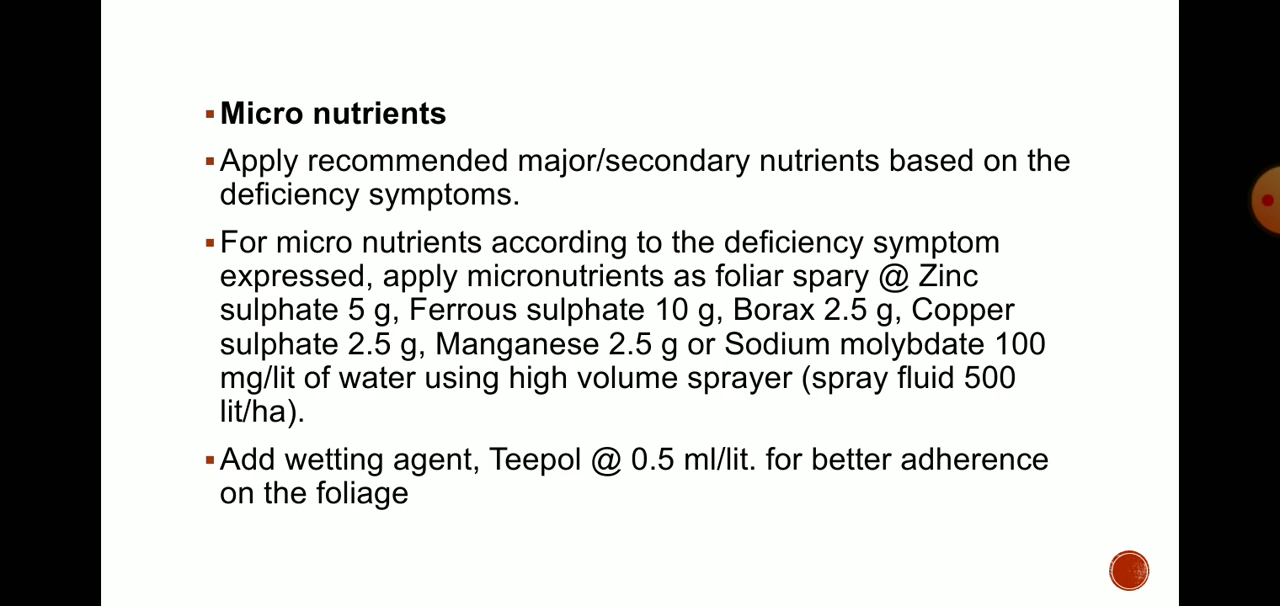 Micro nutrients
Apply recommended major/secondary nutrients based on the
deficiency symptoms.
For micro nutrients according to the deficiency symptom
expressed, apply micronutrients as foliar spary @ Zinc
sulphate 5 g, Ferrous sulphate 10 g, Borax 2.5 g, Copper
sulphate 2.5 g, Manganese 2.5 g or Sodium molybdate 100
mg/lit of water using high volume sprayer (spray fluid 500
lit/ha).
Add wetting agent, Teepol @ 0.5 ml/lit. for better adherence
on the foliage